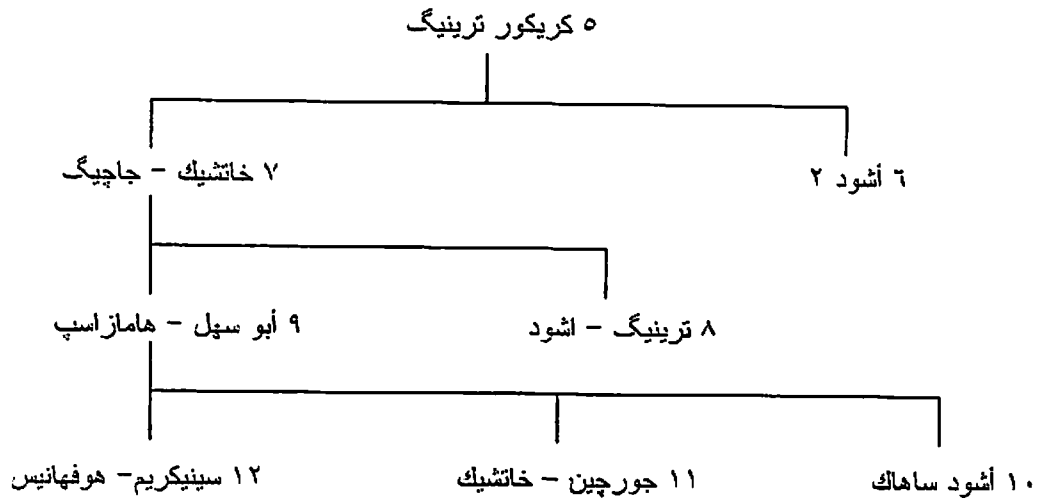 ٥ كريكور ترينيگ
٦ أشود ٢
٧ خاتشيك – جاچيگ
٨ ترينيگ – اشود
٩ أبو سهل – هامازاسپ
١٠ أشود ساهاك
١١ جورچين – خاتشيك
١٢ سينيكريم – هوفهانيس